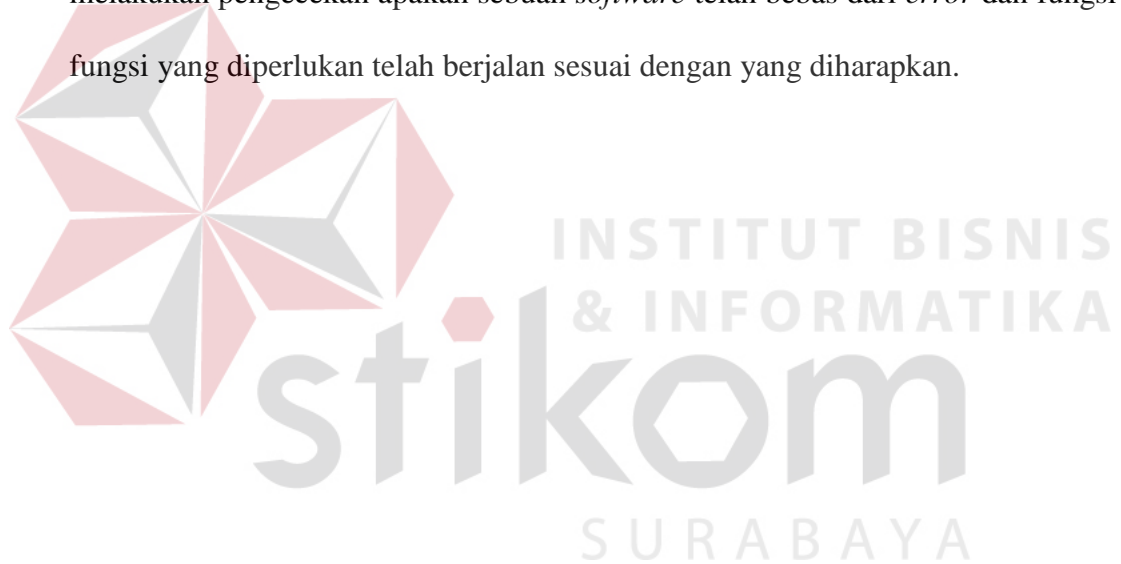 melakukan pengecekan apakah sebuah software telah bebas dari error dan fungsi
fungsi yang diperlukan telah berjalan sesuai dengan yang diharapkan.
INSTITUT BISNIS
& INFORMATIKA
stikom
SURABAYA